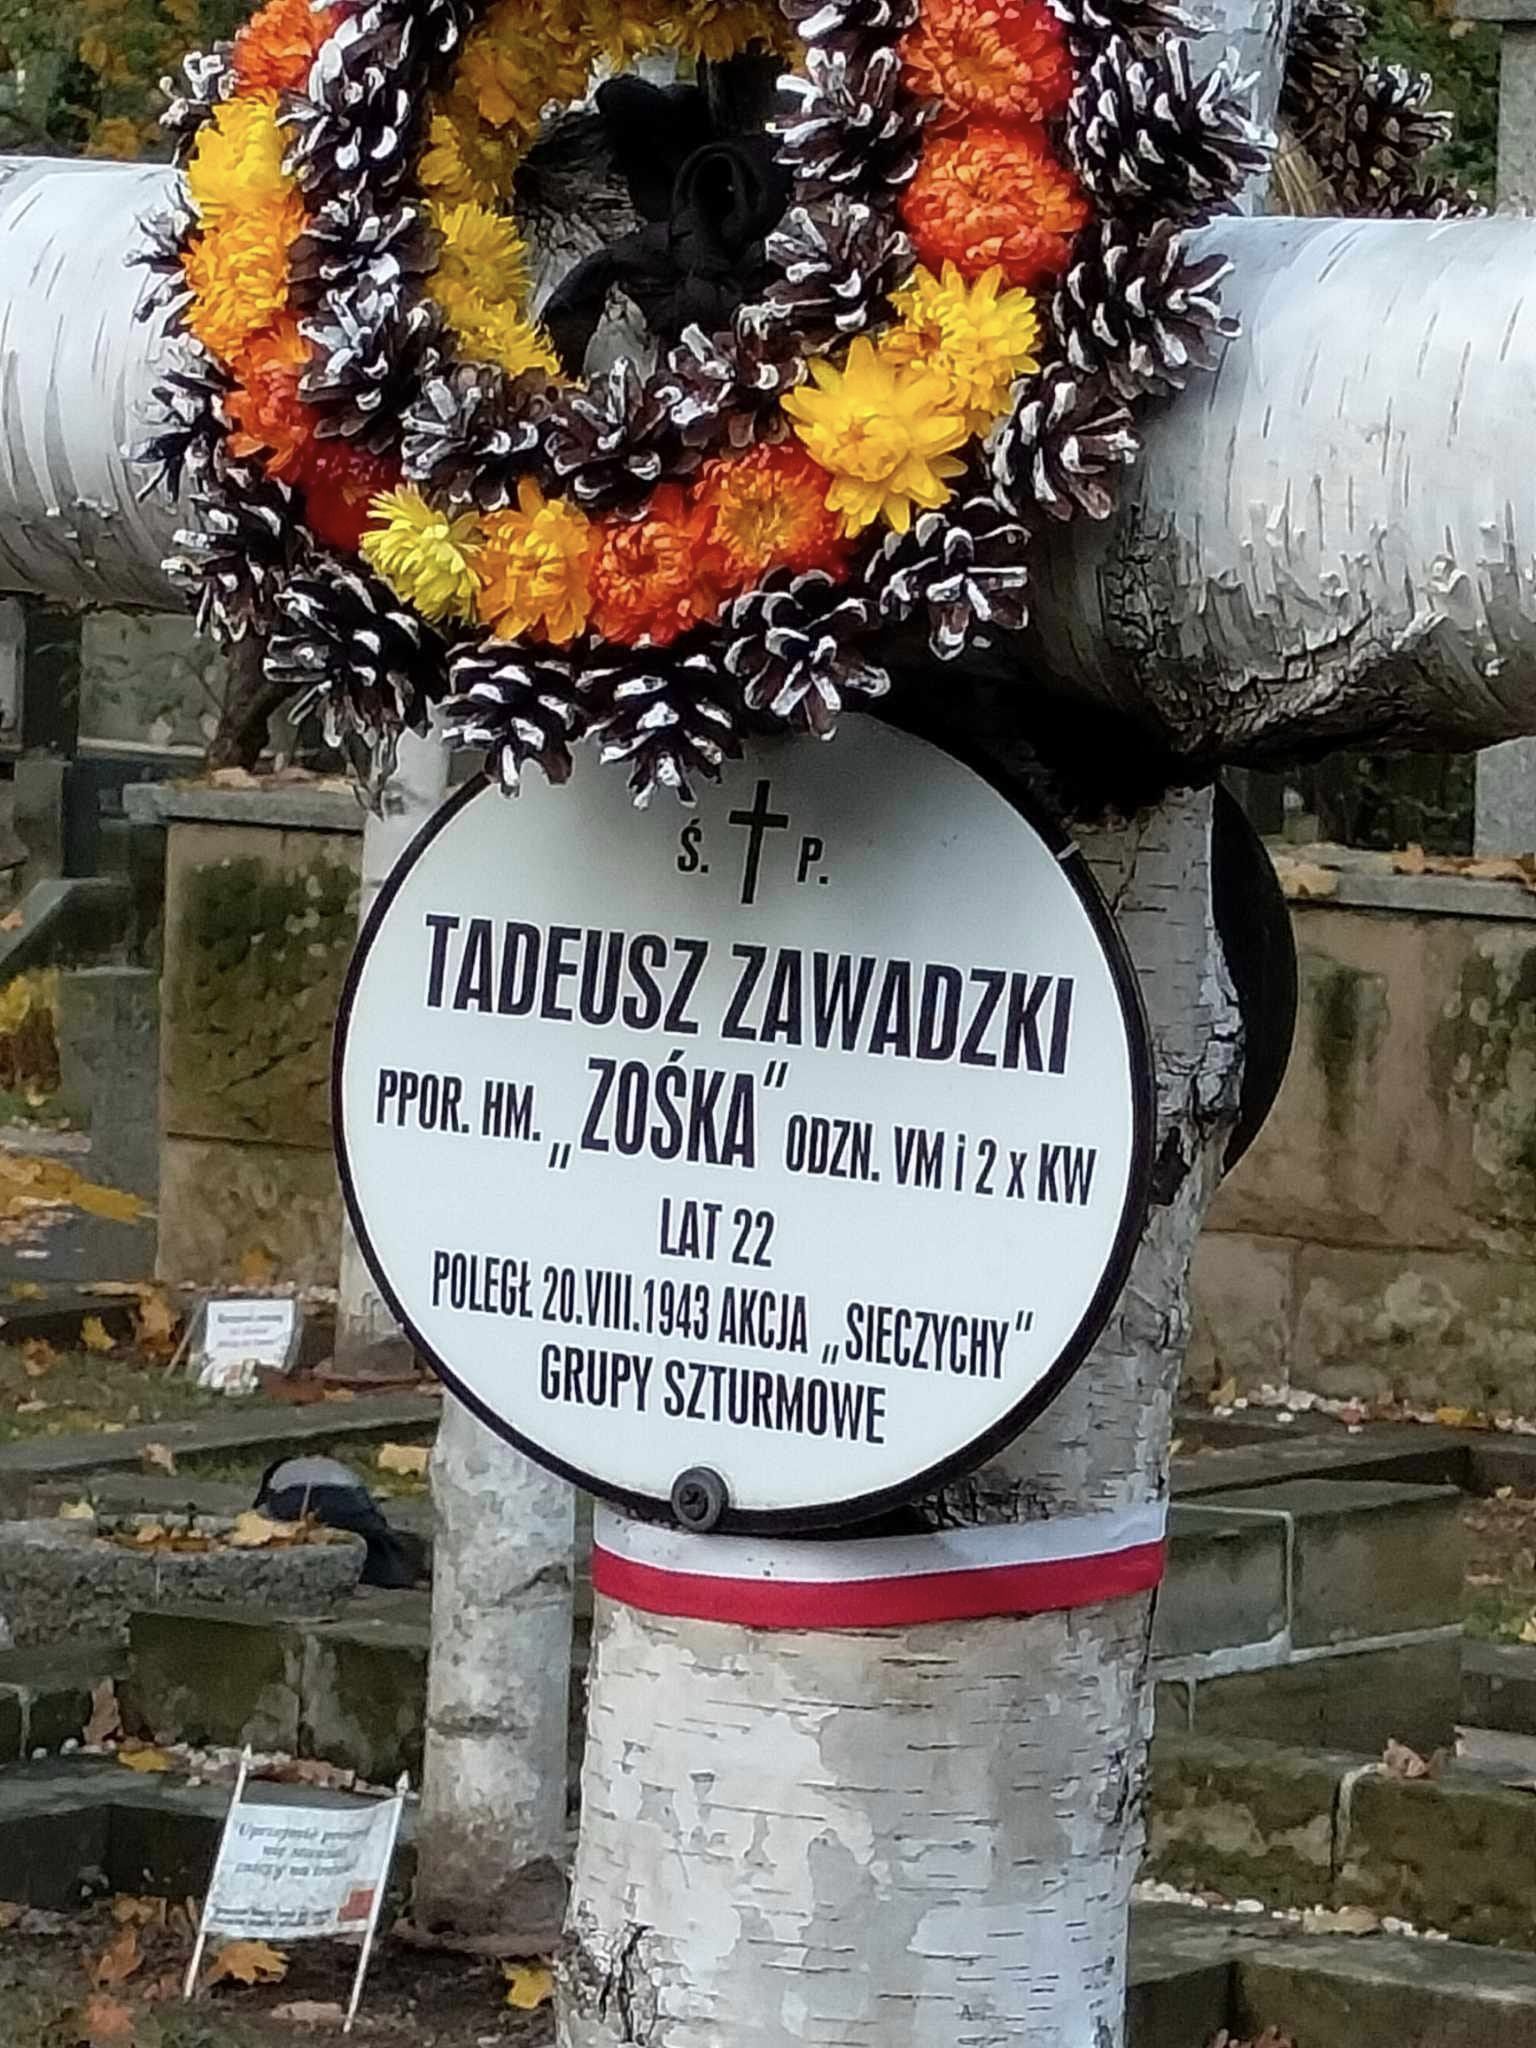 Ś. P.
TADEUSZ ZAWADZKI
PPOR. HM. „ZOŚKA" ODZN. VM i 2 x KW
LAT 22
POLEGŁ 20.VIII.1943 AKCJA „SIECZYCHY"
GRUPY SZTURMOWE